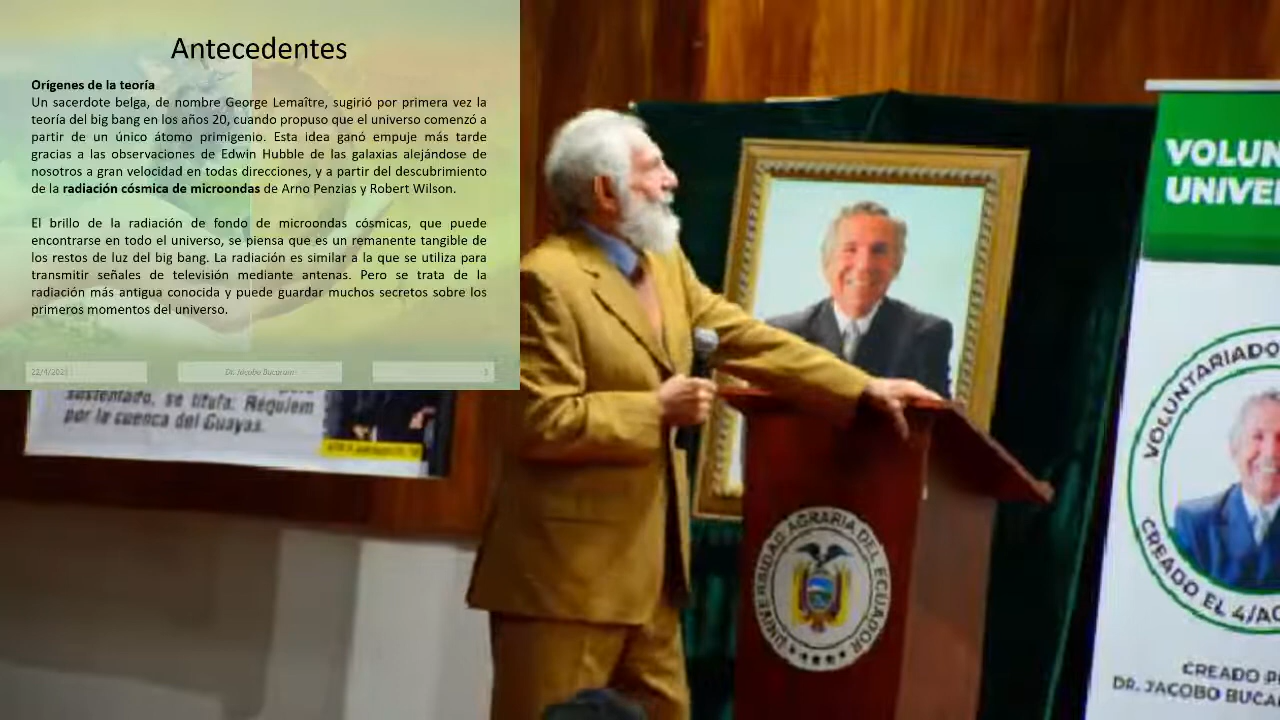 Antecedentes
Orígenes de la teoría
Un sacerdote belga, de nombre George Lemaître, sugirió por primera vez la
teoría del big bang en los años 20, cuando propuso que el universo comenzó a
partir de un único átomo primigenio. Esta idea ganó empuje más tarde
gracias a las observaciones de Edwin Hubble de las galaxias alejándose de
nosotros a gran velocidad en todas direcciones, y a partir del descubrimiento
de la radiación cósmica de microondas de Arno Penzias y Robert Wilson.
El brillo de la radiación de fondo de microondas cósmicas, que puede
encontrarse en todo el universo, se piensa que es un remanente tangible de
los restos de luz del big bang. La radiación es similar a la que se utiliza para
transmitir señales de televisión mediante antenas. Pero se trata de la
radiación más antigua conocida y puede guardar muchos secretos sobre los
primeros momentos del universo.
Dr. Jacobo Bucaram
3
sustentado, se titula. Réquiem
por la cuenca del Guayas.
UNIVERSIDAD AGRARIA DEL ECUADOR
VOLUN
UNIVE
VOLUNTARIADO
CREADO EL 4/AG
CREADO P
DR. JACOBO BUCA